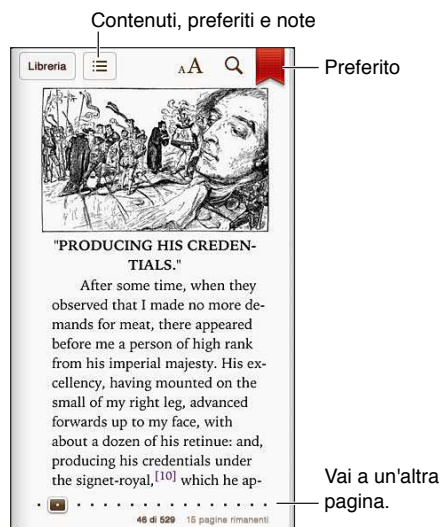 Contenuti, preferiti e note
Libreria
AA
Preferito
"PRODUCING HIS CREDEN-
TIALS."
After some time, when they
observed that I made no more de-
mands for meat, there appeared
before me a person of high rank
from his imperial majesty. His ex-
cellency, having mounted on the
small of my right leg, advanced
forwards up to my face, with
about a dozen of his retinue: and,
producing his credentials under
the signet-royal,[10] which he ap-
Vai a un'altra
pagina.
46 di 529 15 pagine rimanenti